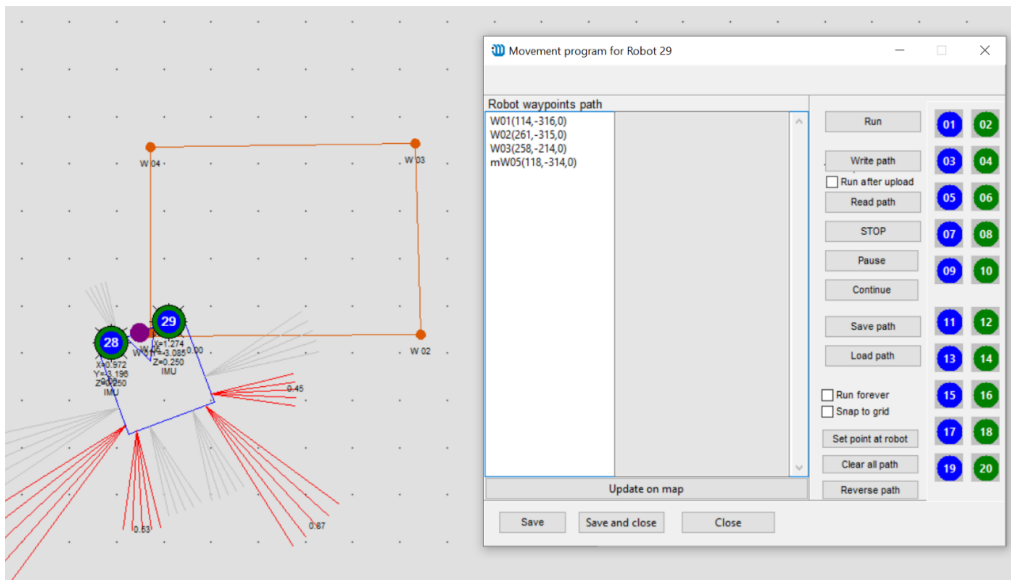 W 04
W 03
W 02
29
28
X=1.274
Y=-3.085
Z=0.250
IMU
0.00
X=0.972
Y=-3.196
Z=0.250
IMU
0.45
0.53
0.87
Movement program for Robot 29
Robot waypoints path
W01(114,-316,0)
W02(261,-315,0)
W03(258,-214,0)
mW05(118,-314,0)
Update on map
Run
Write path
Run after upload
Read path
STOP
Pause
Continue
Save path
Load path
Run forever
Snap to grid
Set point at robot
Clear all path
Reverse path
01 02
03 04
05 06
07 08
09 10
11 12
13 14
15 16
17 18
19 20
Save Save and close Close